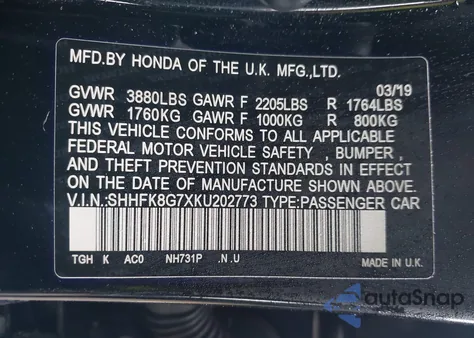 MFD.BY HONDA OF THE U.K. MFG.,LTD.
03/19
GVWR 3880LBS GAWR F 2205LBS R 1764LBS
GVWR 1760KG GAWR F 1000KG R 800KG
THIS VEHICLE CONFORMS TO ALL APPLICABLE
FEDERAL MOTOR VEHICLE SAFETY , BUMPER ,
AND THEFT PREVENTION STANDARDS IN EFFECT
ON THE DATE OF MANUFACTURE SHOWN ABOVE.
V.I.N.:SHHFK8G7XKU202773 TYPE:PASSENGER CAR
TGH K AC0 NH731P .N.U MADE IN U.K.
autoSnap